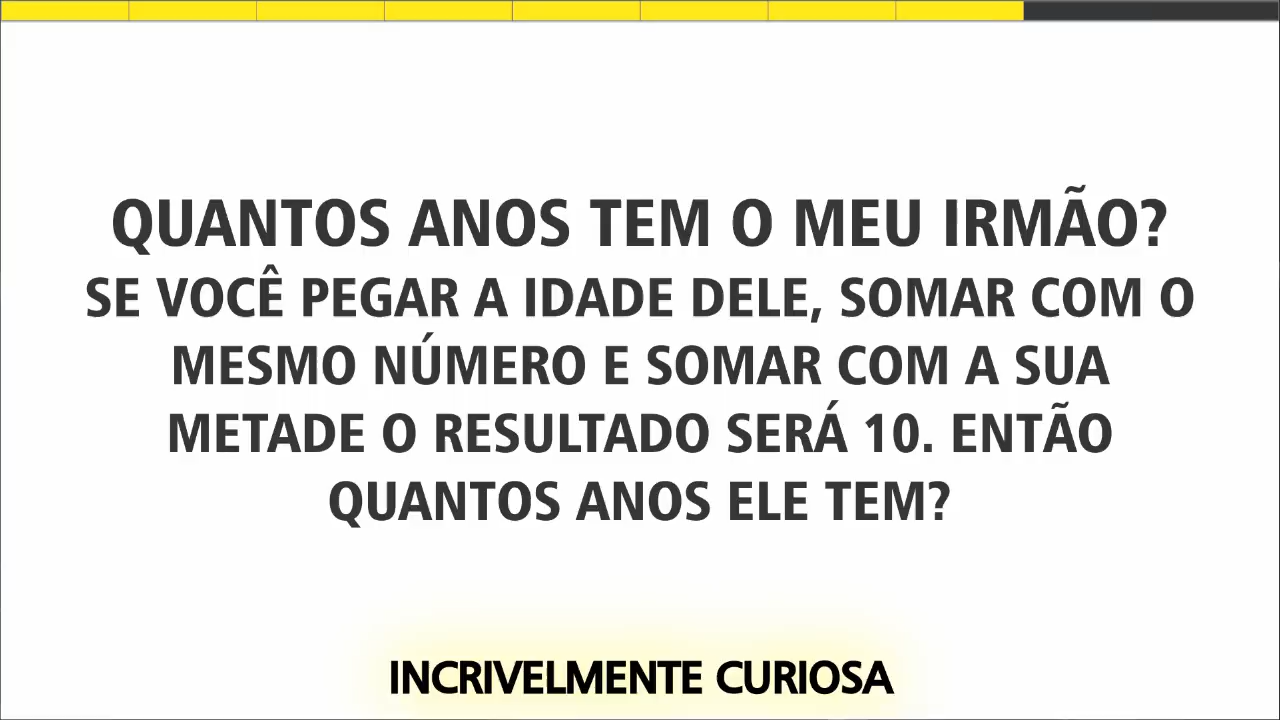 QUANTOS ANOS TEM O MEU IRMÃO?
SE VOCÊ PEGAR A IDADE DELE, SOMAR COM O
MESMO NÚMERO E SOMAR COM A SUA
METADE O RESULTADO SERÁ 10. ENTÃO
QUANTOS ANOS ELE TEM?
INCRIVELMENTE CURIOSA